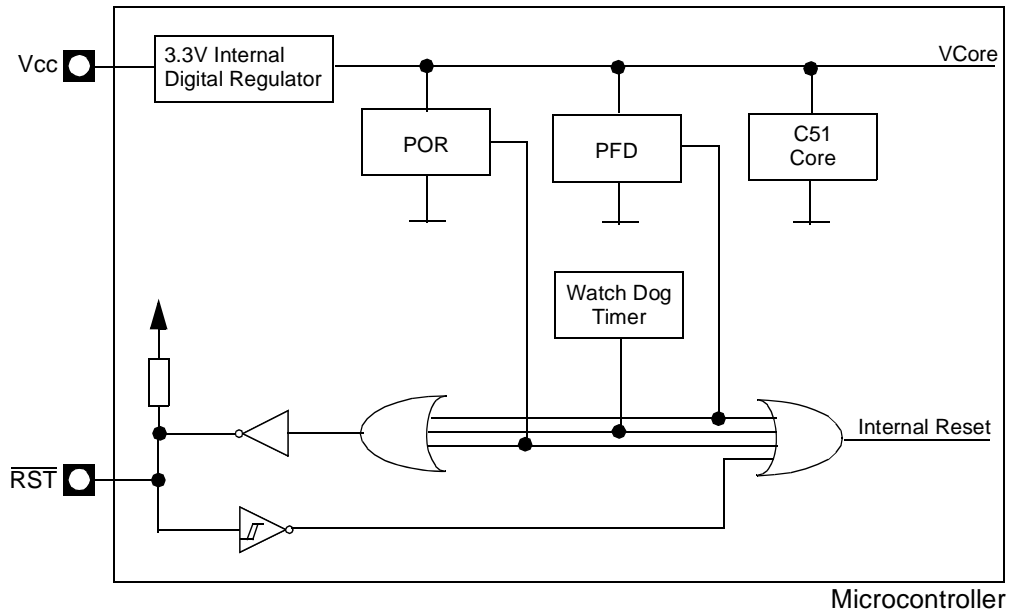 Vcc
3.3V Internal
Digital Regulator
VCore
POR
PFD
C51
Core
Watch Dog
Timer
Internal Reset
RST
Microcontroller